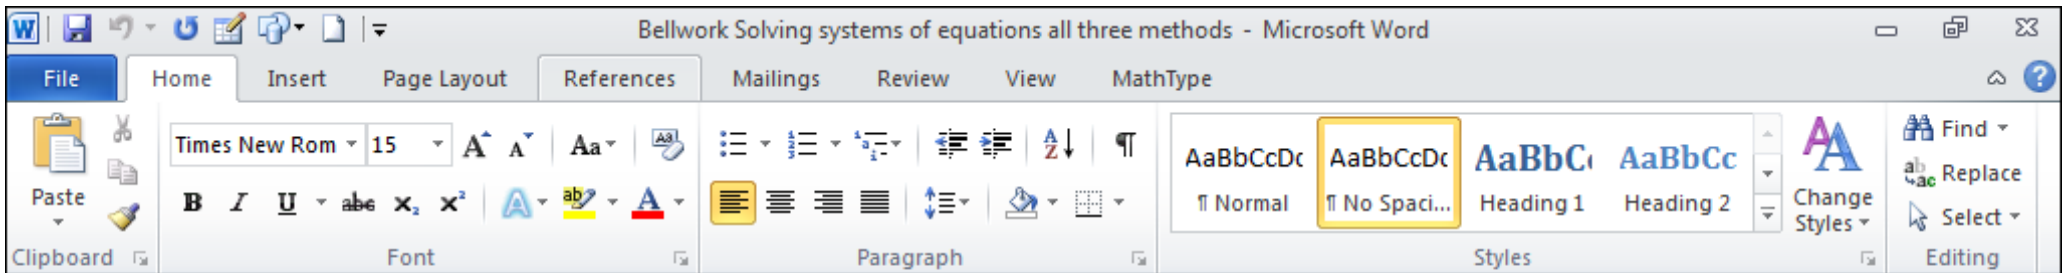 Bellwork Solving systems of equations all three methods - Microsoft Word
File Home Insert Page Layout References Mailings Review View MathType
Times New Rom 15 Aa
AaBbCcDc AaBbCcDc AaBbC AaBbCc
Find
Replace
Paste
B I U abc x₂ x² A ab A
¶ Normal ¶ No Spaci... Heading 1 Heading 2
Change Styles
Select
Clipboard Font Paragraph Styles Editing